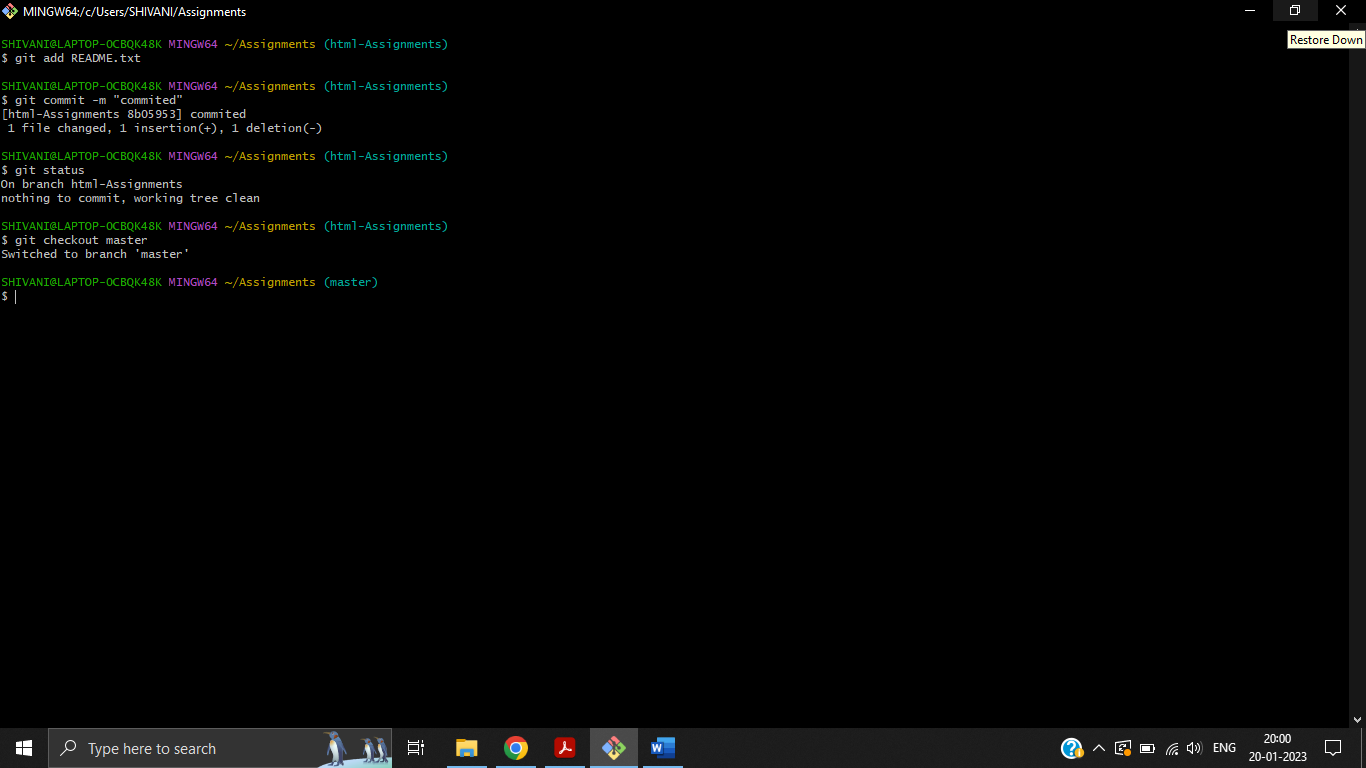 MINGW64:/c/Users/SHIVANI/Assignments
Restore Down
SHIVANI@LAPTOP-OCBQK48K MINGW64 ~/Assignments (html-Assignments)
$ git add README.txt
SHIVANI@LAPTOP-OCBQK48K MINGW64 ~/Assignments (html-Assignments)
$ git commit -m "commited"
[html-Assignments 8b05953] commited
1 file changed, 1 insertion(+), 1 deletion(-)
SHIVANI@LAPTOP-OCBQK48K MINGW64 ~/Assignments (html-Assignments)
$ git status
On branch html-Assignments
nothing to commit, working tree clean
SHIVANI@LAPTOP-OCBQK48K MINGW64 ~/Assignments (html-Assignments)
$ git checkout master
Switched to branch 'master'
SHIVANI@LAPTOP-OCBQK48K MINGW64 ~/Assignments (master)
$
Type here to search
ENG
20:00
20-01-2023